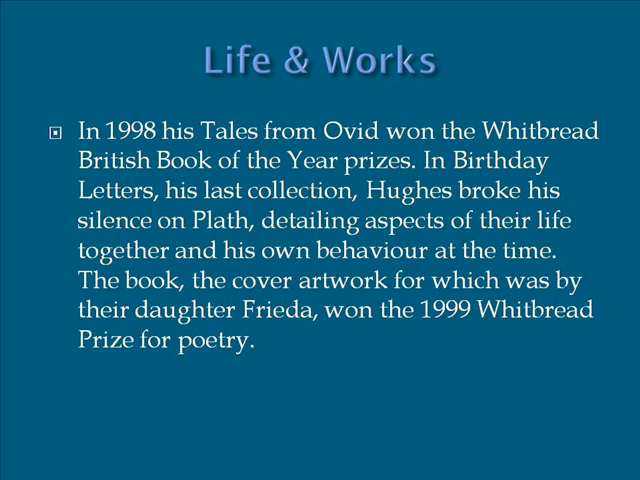 Life & Works
In 1998 his Tales from Ovid won the Whitbread
British Book of the Year prizes. In Birthday
Letters, his last collection, Hughes broke his
silence on Plath, detailing aspects of their life
together and his own behaviour at the time.
The book, the cover artwork for which was by
their daughter Frieda, won the 1999 Whitbread
Prize for poetry.